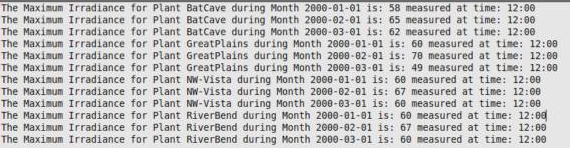 The Maximum Irradiance for Plant BatCave during Month 2000-01-01 is: 58 measured at time: 12:00
The Maximum Irradiance for Plant BatCave during Month 2000-02-01 is: 65 measured at time: 12:00
The Maximum Irradiance for Plant BatCave during Month 2000-03-01 is: 62 measured at time: 12:00
The Maximum Irradiance for Plant GreatPlains during Month 2000-01-01 is: 60 measured at time: 12:00
The Maximum Irradiance for Plant GreatPlains during Month 2000-02-01 is: 70 measured at time: 12:00
The Maximum Irradiance for Plant GreatPlains during Month 2000-03-01 is: 49 measured at time: 12:00
The Maximum Irradiance for Plant NW-Vista during Month 2000-01-01 is: 60 measured at time: 12:00
The Maximum Irradiance for Plant NW-Vista during Month 2000-02-01 is: 67 measured at time: 12:00
The Maximum Irradiance for Plant NW-Vista during Month 2000-03-01 is: 60 measured at time: 12:00
The Maximum Irradiance for Plant RiverBend during Month 2000-01-01 is: 60 measured at time: 12:00
The Maximum Irradiance for Plant RiverBend during Month 2000-02-01 is: 67 measured at time: 12:00
The Maximum Irradiance for Plant RiverBend during Month 2000-03-01 is: 60 measured at time: 12:00